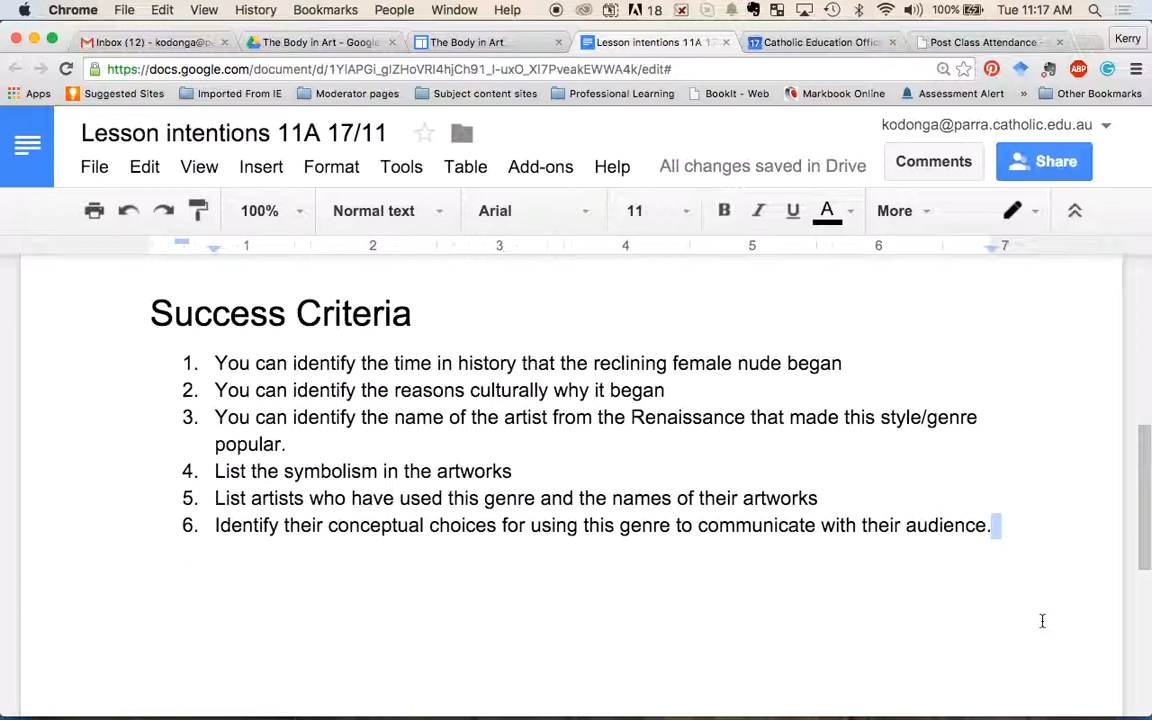 Chrome File Edit View History Bookmarks People Window Help 18 100% Tue 11:17 AM
Inbox (12) - kodonga@p The Body in Art - Google The Body in Art Lesson intentions 11A 17/1 17 Catholic Education Offic Post Class Attendance Kerry
https://docs.google.com/document/d/1YlAPGi_gIZHoVRI4hjCh91_I-uxO_Xl7PveakEWWA4k/edit#
Apps Suggested Sites Imported From IE Moderator pages Subject content sites Professional Learning BookIt - Web Markbook Online Assessment Alert » Other Bookmarks
Lesson intentions 11A 17/11 kodonga@parra.catholic.edu.au
File Edit View Insert Format Tools Table Add-ons Help All changes saved in Drive Comments Share
100% Normal text Arial 11 B I U A More
1 2 3 4 5 6 7
Success Criteria
1. You can identify the time in history that the reclining female nude began
2. You can identify the reasons culturally why it began
3. You can identify the name of the artist from the Renaissance that made this style/genre
popular.
4. List the symbolism in the artworks
5. List artists who have used this genre and the names of their artworks
6. Identify their conceptual choices for using this genre to communicate with their audience.